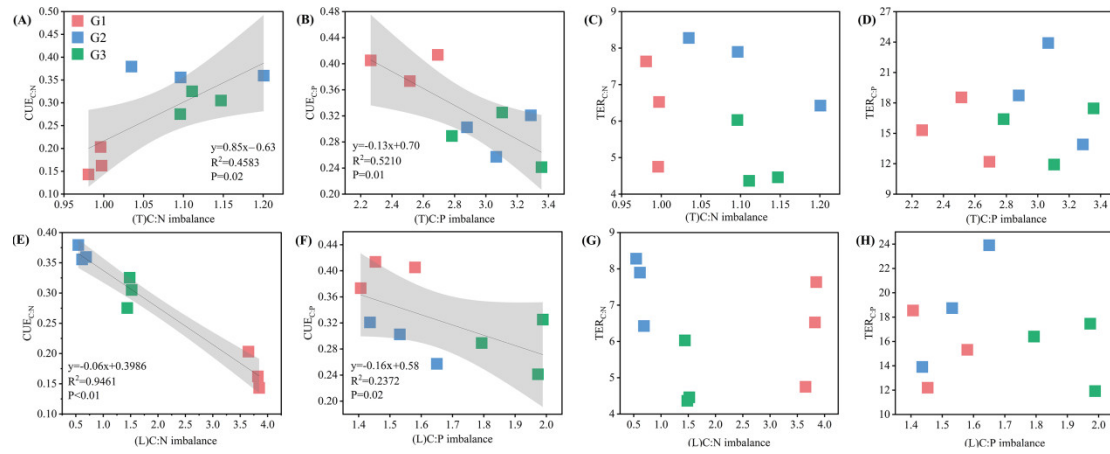 (A)
G1
G2
G3
CUEC:N
0.50
0.45
0.40
0.35
0.30
0.25
0.20
0.15
0.10
y=0.85x−0.63
R²=0.4583
P=0.02
0.95 1.00 1.05 1.10 1.15 1.20
(T)C:N imbalance
(B)
CUEC:P
0.48
0.44
0.40
0.36
0.32
0.28
0.24
0.20
y=-0.13x+0.70
R²=0.5210
P=0.01
2.2 2.4 2.6 2.8 3.0 3.2 3.4
(T)C:P imbalance
(C)
TERC:N
9
8
7
6
5
4
0.95 1.00 1.05 1.10 1.15 1.20
(T)C:N imbalance
(D)
TERC:P
27
24
21
18
15
12
9
2.2 2.4 2.6 2.8 3.0 3.2 3.4
(T)C:P imbalance
(E)
CUEC:N
0.40
0.35
0.30
0.25
0.20
0.15
0.10
y=-0.06x+0.3986
R²=0.9461
P<0.01
0.5 1.0 1.5 2.0 2.5 3.0 3.5 4.0
(L)C:N imbalance
(F)
CUEC:P
0.48
0.44
0.40
0.36
0.32
0.28
0.24
0.20
y=-0.16x+0.58
R²=0.2372
P=0.02
1.4 1.5 1.6 1.7 1.8 1.9 2.0
(L)C:P imbalance
(G)
TERC:N
9
8
7
6
5
4
0.5 1.0 1.5 2.0 2.5 3.0 3.5 4.0
(L)C:N imbalance
(H)
TERC:P
24
22
20
18
16
14
12
10
1.4 1.5 1.6 1.7 1.8 1.9 2.0
(L)C:P imbalance